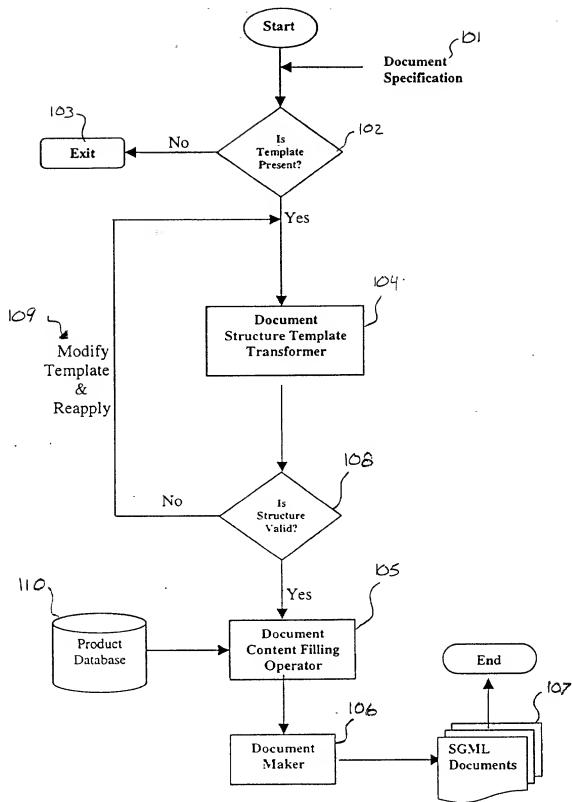 Start
101
Document
Specification
103
Exit
No
Is
Template
Present?
102
Yes
104
Document
Structure Template
Transformer
109
Modify
Template
&
Reapply
108
No
Is
Structure
Valid?
Yes
110
Product
Database
105
Document
Content Filling
Operator
End
106
107
Document
Maker
SGML
Documents